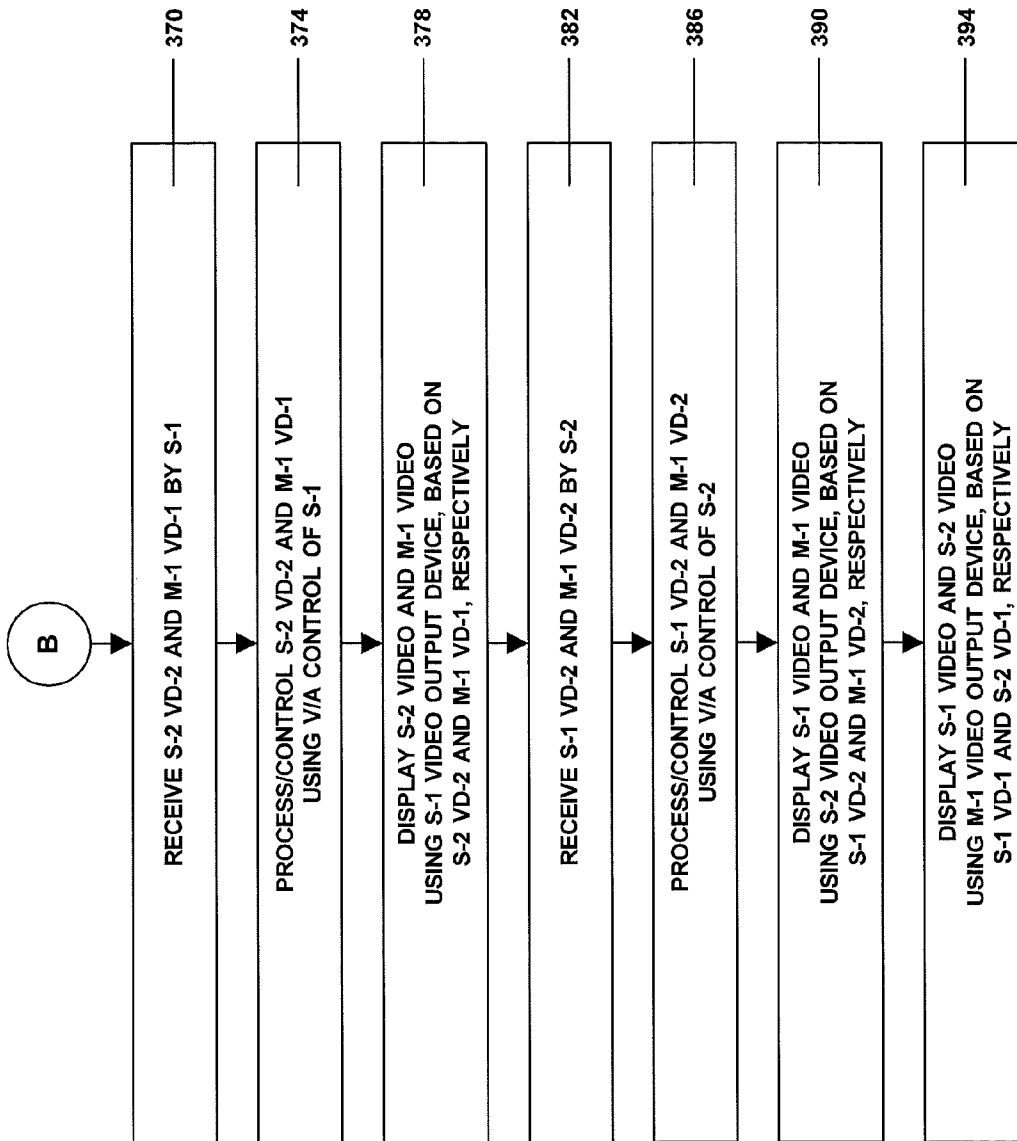 B
RECEIVE S-2 VD-2 AND M-1 VD-1 BY S-1
370
PROCESS/CONTROL S-2 VD-2 AND M-1 VD-1
USING V/A CONTROL OF S-1
374
DISPLAY S-2 VIDEO AND M-1 VIDEO
USING S-1 VIDEO OUTPUT DEVICE, BASED ON
S-2 VD-2 AND M-1 VD-1, RESPECTIVELY
378
RECEIVE S-1 VD-2 AND M-1 VD-2 BY S-2
382
PROCESS/CONTROL S-1 VD-2 AND M-1 VD-2
USING V/A CONTROL OF S-2
386
DISPLAY S-1 VIDEO AND M-1 VIDEO
USING S-2 VIDEO OUTPUT DEVICE, BASED ON
S-1 VD-2 AND M-1 VD-2, RESPECTIVELY
390
DISPLAY S-1 VIDEO AND S-2 VIDEO
USING M-1 VIDEO OUTPUT DEVICE, BASED ON
S-1 VD-1 AND S-2 VD-1, RESPECTIVELY
394